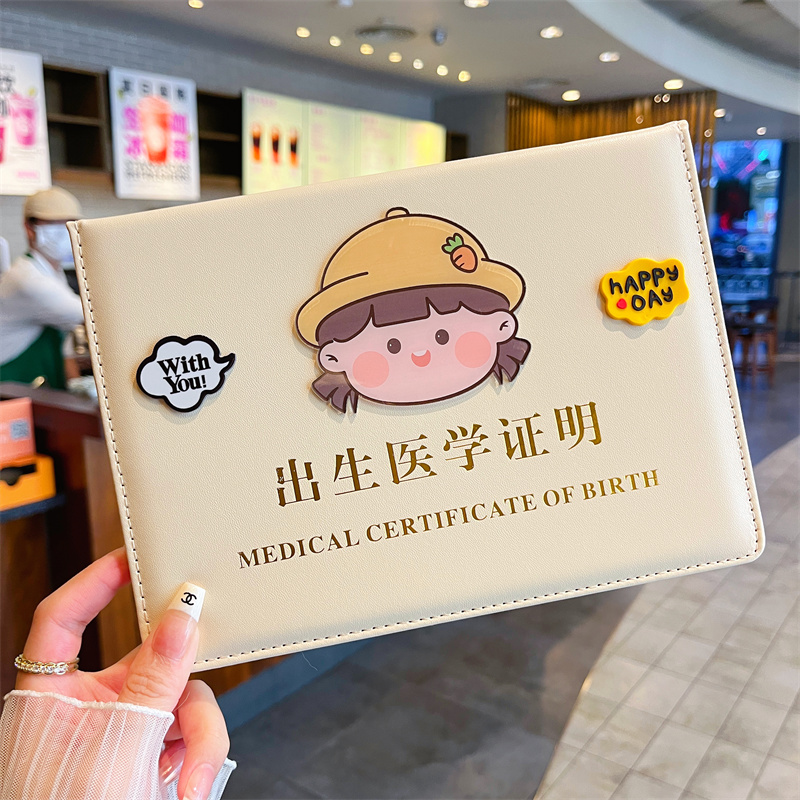 With
You!
hAPPY
DAY
出生医学证明
MEDICAL CERTIFICATE OF BIRTH